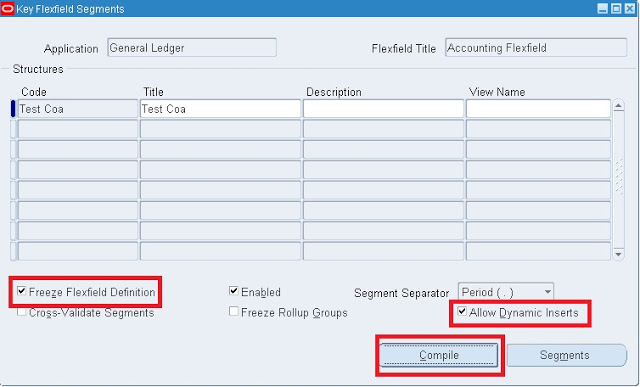 Key Flexfield Segments
Application General Ledger Flexfield Title Accounting Flexfield
Structures
Code Title Description View Name
Test Coa Test Coa
Freeze Flexfield Definition Enabled Segment Separator Period ( . )
Cross-Validate Segments Freeze Rollup Groups Allow Dynamic Inserts
Compile Segments